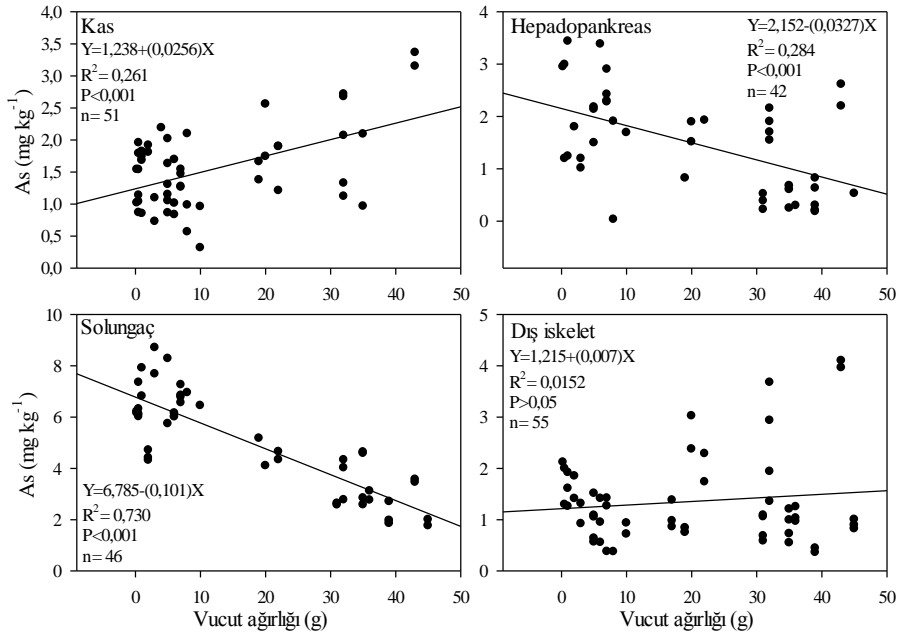 Kas
Y=1,238+(0,0256)X
R²= 0,261
P<0,001
n= 51
As (mg kg⁻¹)
4,0
3,5
3,0
2,5
2,0
1,5
1,0
0,5
0,0
0 10 20 30 40 50
Hepadopankreas
Y=2,152-(0,0327)X
R²= 0,284
P<0,001
n= 42
4
3
2
1
0
0 10 20 30 40 50
Solungaç
Y=6,785-(0,101)X
R²= 0,730
P<0,001
n= 46
As (mg kg⁻¹)
10
8
6
4
2
0
0 10 20 30 40 50
Vucut ağırlığı (g)
Dış iskelet
Y=1,215+(0,007)X
R²= 0,0152
P>0,05
n= 55
5
4
3
2
1
0
0 10 20 30 40 50
Vucut ağırlığı (g)